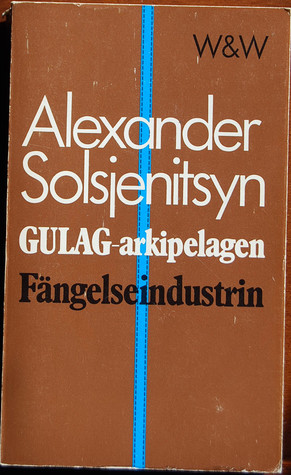 W&W
Alexander
Solsjenitsyn
GULAG-arkipelagen
Fängelseindustrin